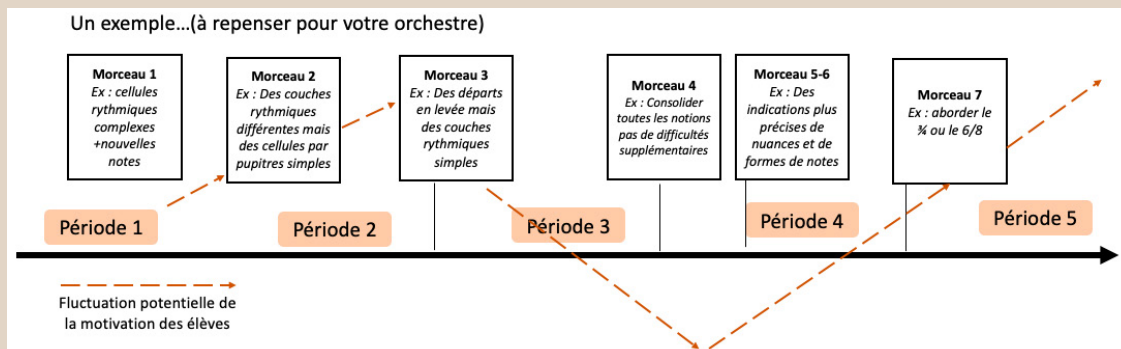 Un exemple...(à repenser pour votre orchestre)
Morceau 1
Ex : cellules
rythmiques
complexes
+nouvelles
notes
Morceau 2
Ex : Des couches
rythmiques
différentes mais
des cellules par
pupitres simples
Morceau 3
Ex : Des départs
en levée mais
des couches
rythmiques
simples
Morceau 4
Ex : Consolider
toutes les notions
pas de difficultés
supplémentaires
Morceau 5-6
Ex : Des
indications plus
précises de
nuances et de
formes de notes
Morceau 7
Ex : aborder le
¾ ou le 6/8
Période 1
Période 2
Période 3
Période 4
Période 5
Fluctuation potentielle de
la motivation des élèves